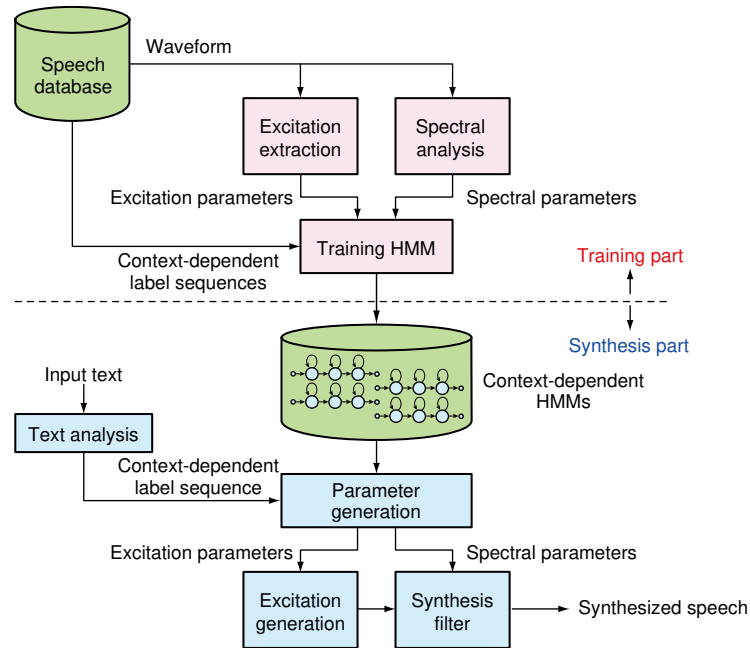 Speech
database
Waveform
Excitation
extraction
Spectral
analysis
Excitation parameters
Spectral parameters
Training HMM
Context-dependent
label sequences
Training part
Synthesis part
Context-dependent
HMMs
Input text
Text analysis
Context-dependent
label sequence
Parameter
generation
Excitation parameters
Spectral parameters
Excitation
generation
Synthesis
filter
Synthesized speech